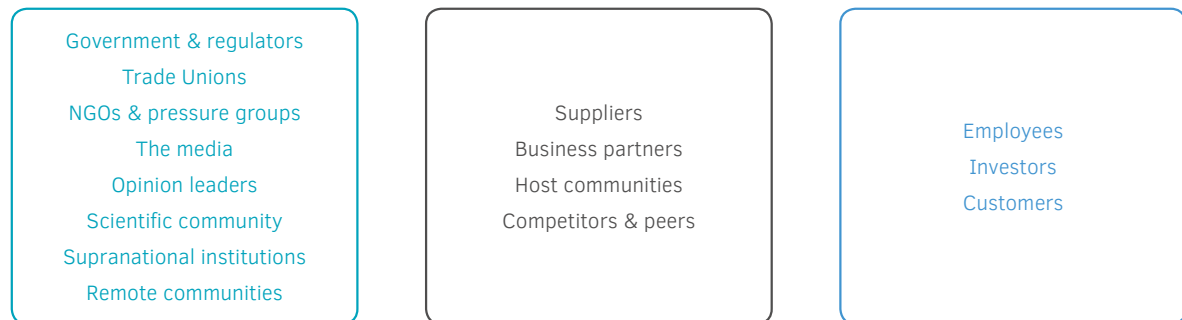 Government & regulators
Trade Unions
NGOs & pressure groups
The media
Opinion leaders
Scientific community
Supranational institutions
Remote communities
Suppliers
Business partners
Host communities
Competitors & peers
Employees
Investors
Customers